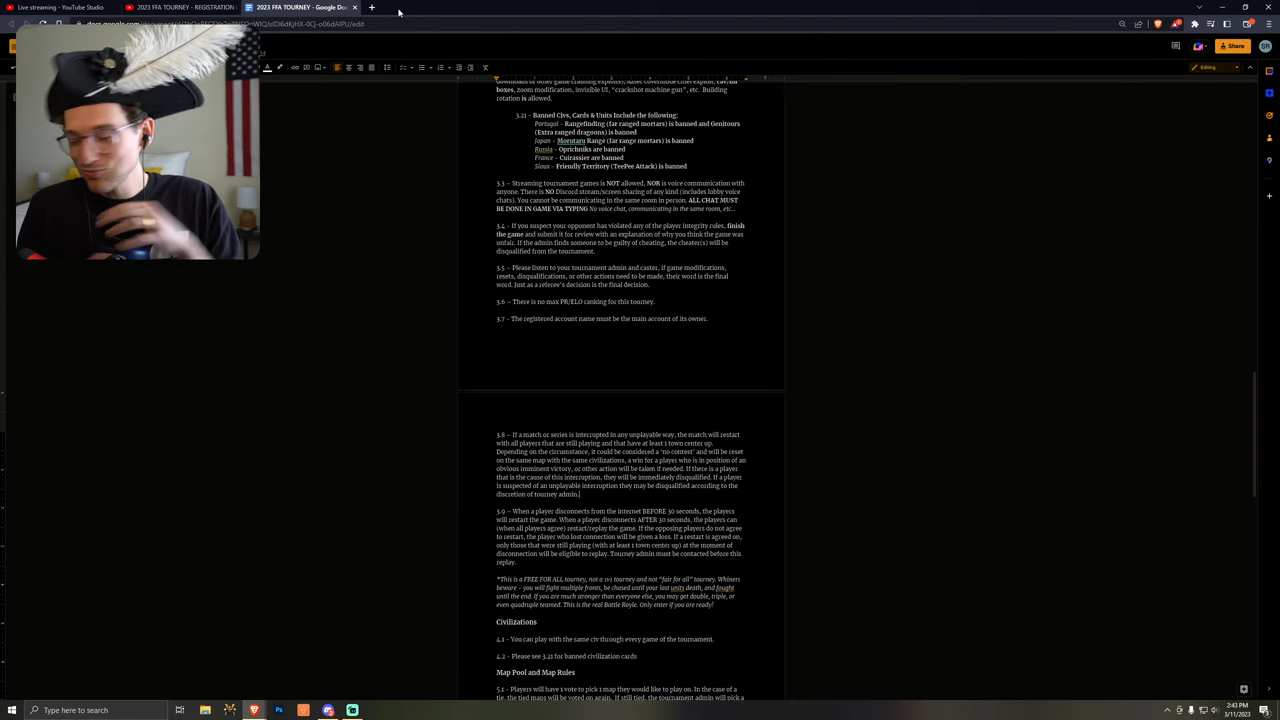 Live streaming - YouTube Studio
2023 FFA TOURNEY - REGISTRATION
2023 FFA TOURNEY - Google Doc
Share
Editing
boxes, zoom modification, invisible UI, "crashot machine gun", etc. Building
rotation is allowed.
3.21 - Banned Civs, Cards & Units Include the following:
Portugal - Rangefinding (far ranged mortars) is banned and Genitours
(Extra ranged dragoons) is banned
Japan - Morutaru Range (far range mortars) is banned
Russia - Oprichniks are banned
France - Cuirassier are banned
Sioux - Friendly Territory (TeePee Attack) is banned
3.3 - Streaming tournament games is NOT allowed, NOR is voice communication with
anyone. There is NO Discord stream/screen sharing of any kind (includes lobby voice
chats). You cannot be communicating in the same room in person. ALL CHAT MUST
BE DONE IN GAME VIA TYPING No voice chat, communicating in the same room, etc...
3.4 - If you suspect your opponent has violated any of the player integrity rules, finish
the game and submit it for review with an explanation of why you think the game was
unfair. If the admin finds someone to be guilty of cheating, the cheater(s) will be
disqualified from the tournament.
3.5 - Please listen to your tournament admin and caster, if game modifications,
resets, disqualifications, or other actions need to be made, their word is the final
word. Just as a referee's decision is the final decision.
3.6 - There is no max PR/ELO ranking for this tourney.
3.7 - The registered account name must be the main account of its owner.
3.8 - If a match or series is interrupted in any unplayable way, the match will restart
with all players that are still playing and that have at least 1 town center up.
Depending on the circumstance, it could be considered a 'no contest' and will be reset
on the same map with the same civilizations, a win for a player who is in position of an
obvious imminent victory, or other action will be taken if needed. If there is a player
that is the cause of this interruption, they will be immediately disqualified. If a player
is suspected of an unplayable interruption they may be disqualified according to the
discretion of tourney admin.
3.9 - When a player disconnects from the internet BEFORE 30 seconds, the players
will restart the game. When a player disconnects AFTER 30 seconds, the players can
(when all players agree) restart/replay the game. If the opposing players do not agree
to restart, the player who lost connection will be given a loss. If a restart is agreed on,
only those that were still playing (with at least 1 town center up) at the moment of
disconnection will be eligible to replay. Tourney admin must be contacted before this
replay.
*This is a FREE FOR ALL tourney, not a 1v1 tourney and not "fair for all" tourney. Whiners
beware - you will fight multiple fronts, be chased until your last units death, and fought
until the end. If you are much stronger than everyone else, you may get double, triple, or
even quadruple teamed. This is the real Battle Royle. Only enter if you are ready!
Civilizations
4.1 - You can play with the same civ through every game of the tournament.
4.2 - Please see 3.21 for banned civilization cards
Map Pool and Map Rules
5.1 - Players will have 1 vote to pick 1 map they would like to play on. In the case of a
tie, the tied maps will be voted on again. If still tied, the tournament admin will pick a
Type here to search
2:43 PM
3/11/2023